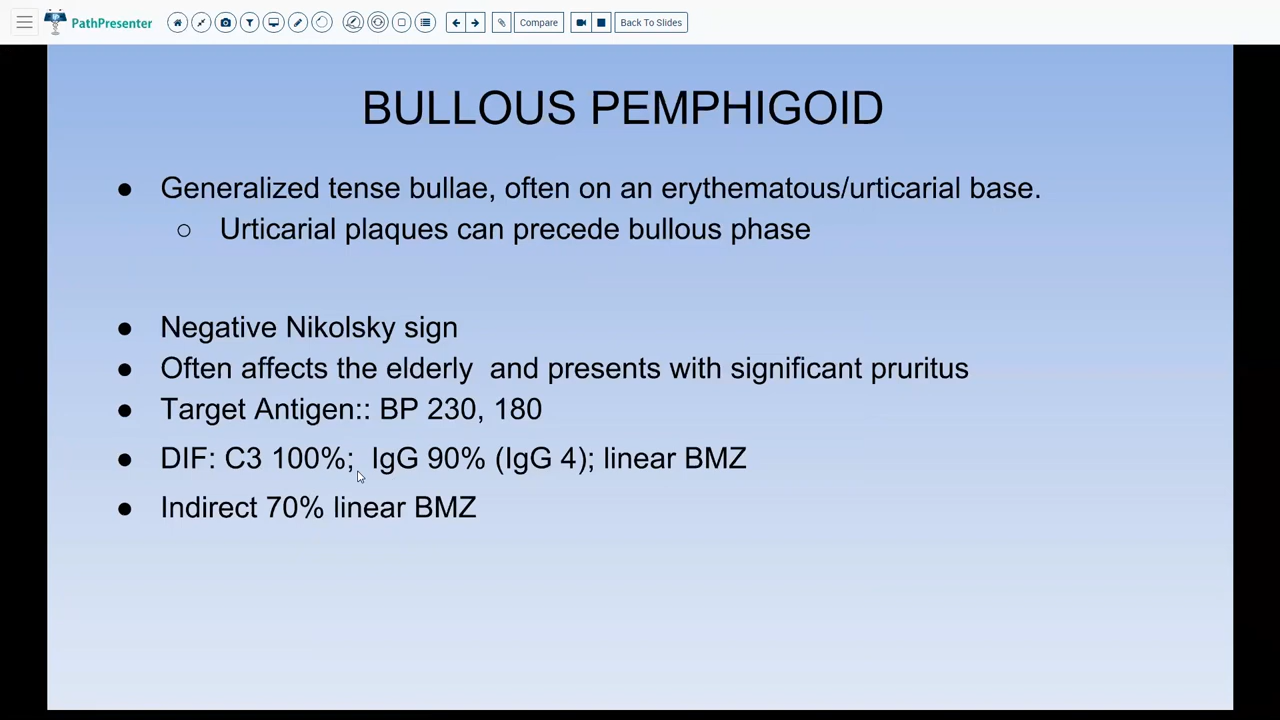 PathPresenter
Compare
Back To Slides
BULLOUS PEMPHIGOID
● Generalized tense bullae, often on an erythematous/urticarial base.
○ Urticarial plaques can precede bullous phase
● Negative Nikolsky sign
● Often affects the elderly  and presents with significant pruritus
● Target Antigen:: BP 230, 180
● DIF: C3 100%;  IgG 90% (IgG 4); linear BMZ
● Indirect 70% linear BMZ